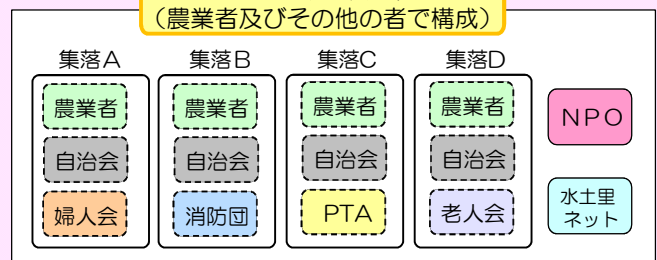 (農業者及びその他の者で構成)
集落A
集落B
集落C
集落D
農業者
農業者
農業者
農業者
NPO
自治会
自治会
自治会
自治会
婦人会
消防団
PTA
老人会
水土里
ネット